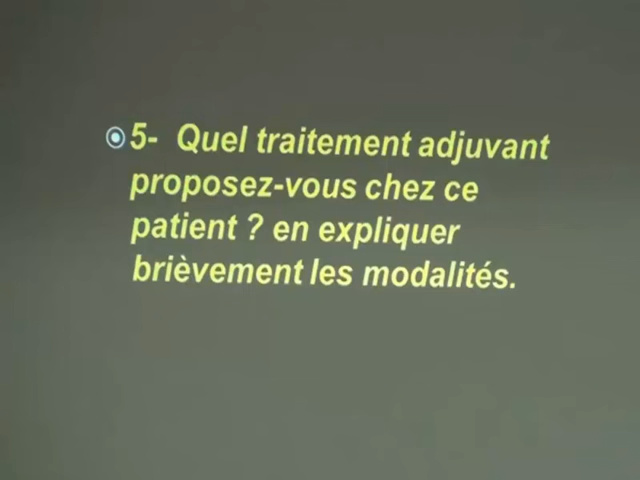 5- Quel traitement adjuvant
proposez-vous chez ce
patient ? en expliquer
brièvement les modalités.